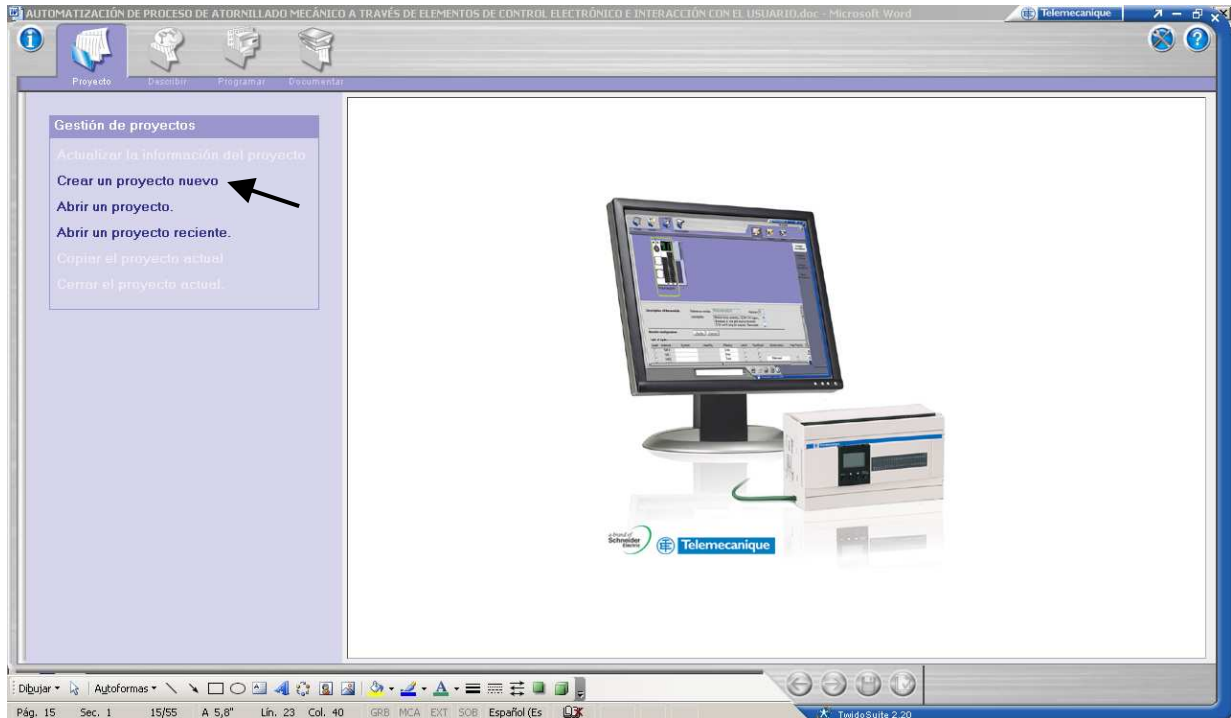 AUTOMATIZACIÓN DE PROCESO DE ATORNILLADO MECÁNICO A TRAVÉS DE ELEMENTOS DE CONTROL ELECTRÓNICO E INTERACCIÓN CON EL USUARIO.doc - Microsoft Word
Telemecanique
Proyecto Describir Programar Documentar
Gestión de proyectos
Actualizar la información del proyecto
Crear un proyecto nuevo
Abrir un proyecto.
Abrir un proyecto reciente.
Copiar el proyecto actual
Cerrar el proyecto actual.
a brand of
Schneider
Electric
Telemecanique
Dibujar Autoformas
Pág. 15 Sec. 1 15/55 A 5,8" Lín. 23 Col. 40 GRB MCA EXT SOB Español (Es
TwidoSuite 2.20